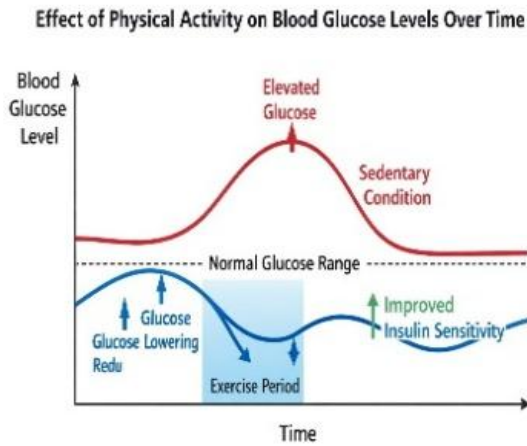 Effect of Physical Activity on Blood Glucose Levels Over Time
Blood
Glucose
Level
Elevated
Glucose
Sedentary
Condition
Normal Glucose Range
Glucose
Glucose Lowering
Redu
Improved
Insulin Sensitivity
Exercise Period
Time